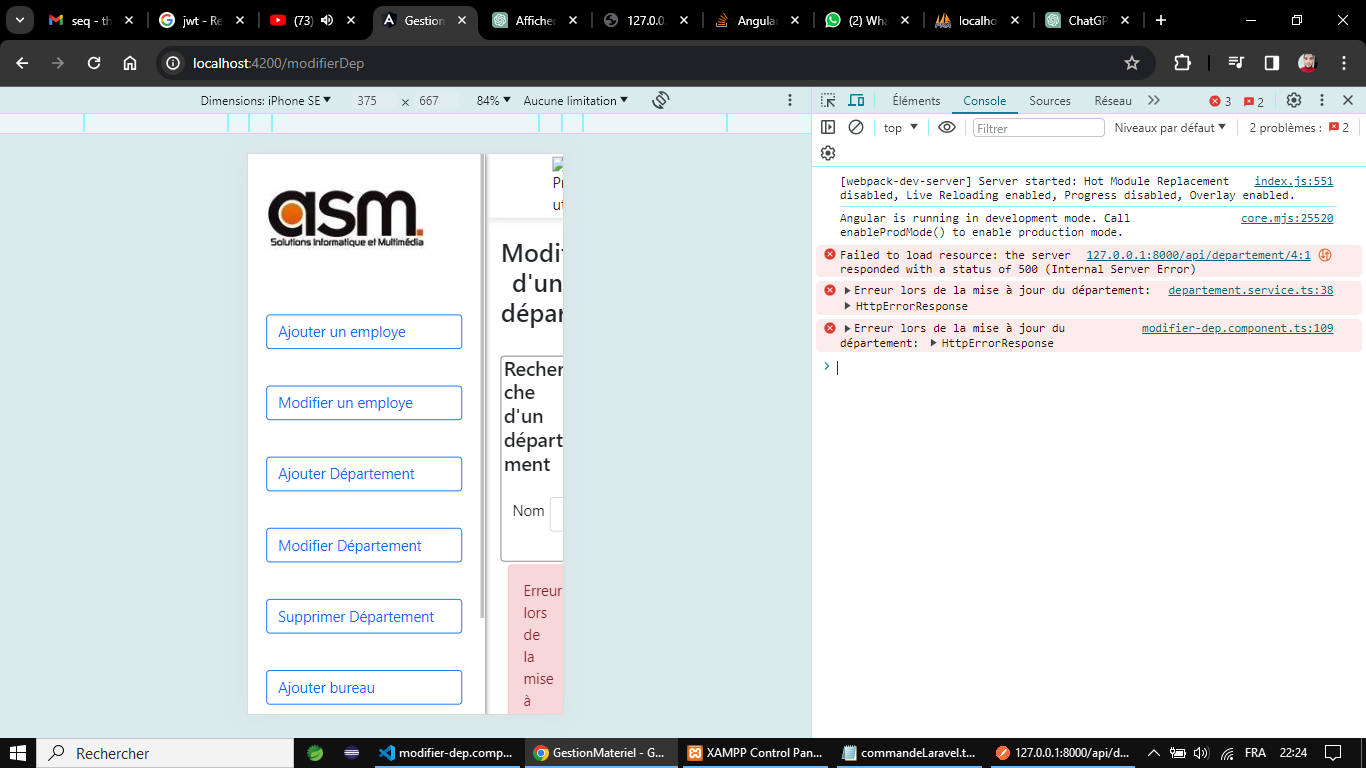 seq - th
jwt - Re
(73)
Gestion
Afficher
127.0.0.
Angular
(2) Wha
localho
ChatGP
localhost:4200/modifierDep
Dimensions: iPhone SE ▼ 375 × 667 84% ▼ Aucune limitation ▼
Éléments Console Sources Réseau 3 2
top ▼ Filtrer Niveaux par défaut ▼ 2 problèmes : 2
[webpack-dev-server] Server started: Hot Module Replacement index.js:551
disabled, Live Reloading enabled, Progress disabled, Overlay enabled.
Angular is running in development mode. Call core.mjs:25520
enableProdMode() to enable production mode.
Failed to load resource: the server 127.0.0.1:8000/api/departement/4:1
responded with a status of 500 (Internal Server Error)
Erreur lors de la mise à jour du département: departement.service.ts:38
HttpErrorResponse
Erreur lors de la mise à jour du modifier-dep.component.ts:109
département: HttpErrorResponse
asm.
Solutions Informatique et Multimédia
Ajouter un employe
Modifier un employe
Ajouter Département
Modifier Département
Supprimer Département
Ajouter bureau
Pr
ut
Modif
d'un
dépar
Recher
che
d'un
départ
ment
Nom
Erreur
lors
de
la
mise
à
Rechercher
modifier-dep.comp...
GestionMateriel - G...
XAMPP Control Pan...
commandeLaravel.t...
127.0.0.1:8000/api/d...
FRA
22:24